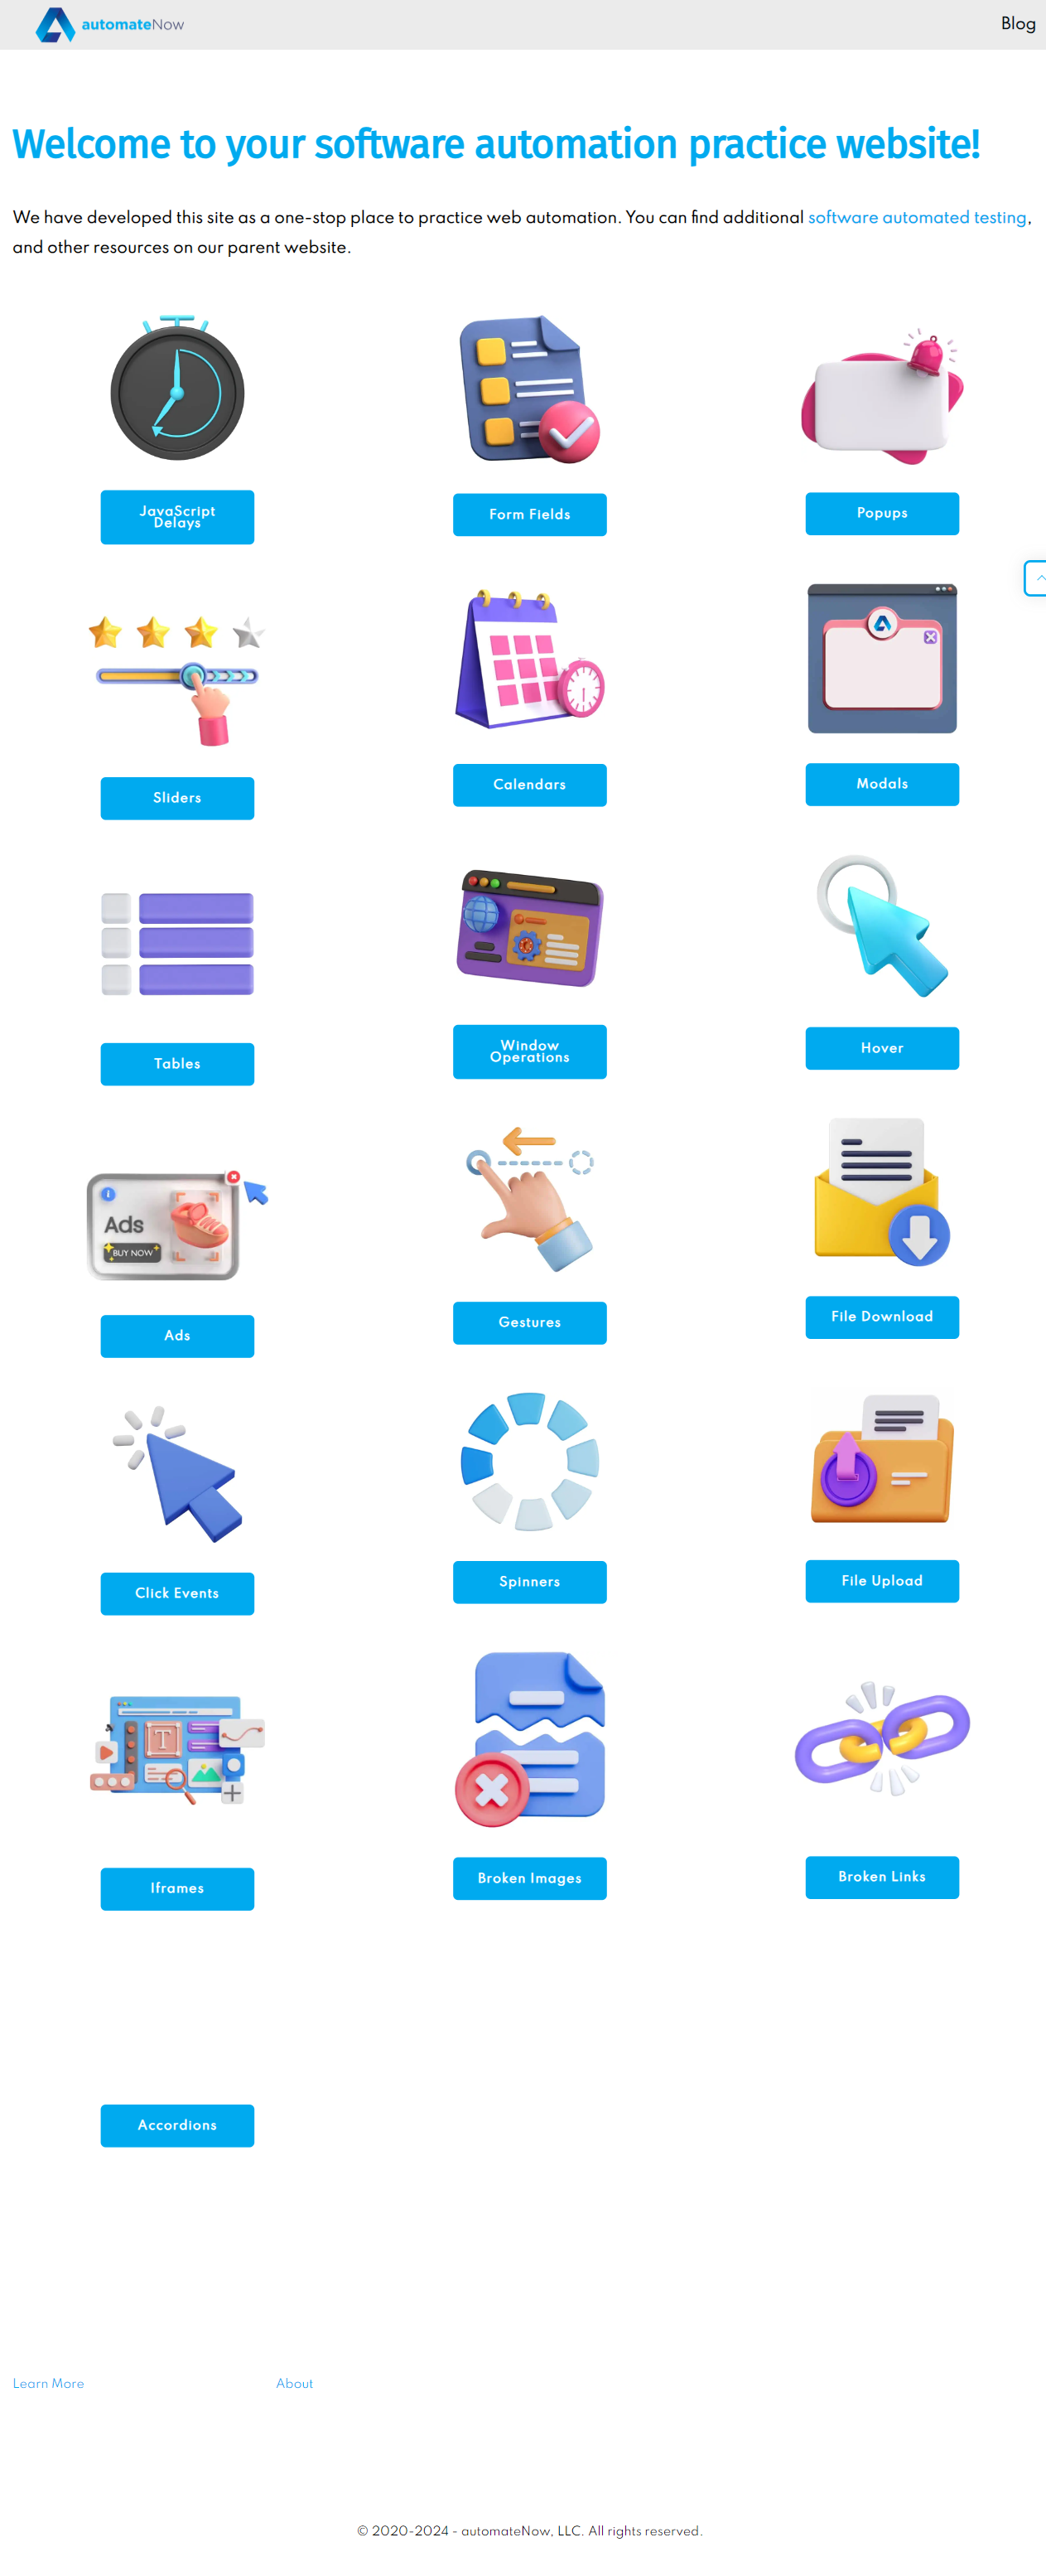 automateNow
Blog
Welcome to your software automation practice website!
We have developed this site as a one-stop place to practice web automation. You can find additional software automated testing,
and other resources on our parent website.
JavaScript
Delays
Form Fields
Popups
Sliders
Calendars
Modals
Tables
Window
Operations
Hover
Ads
BUY NOW
Ads
Gestures
File Download
Click Events
Spinners
File Upload
T
Iframes
Broken Images
Broken Links
Accordions
Learn More
About
© 2020-2024 - automateNow, LLC. All rights reserved.